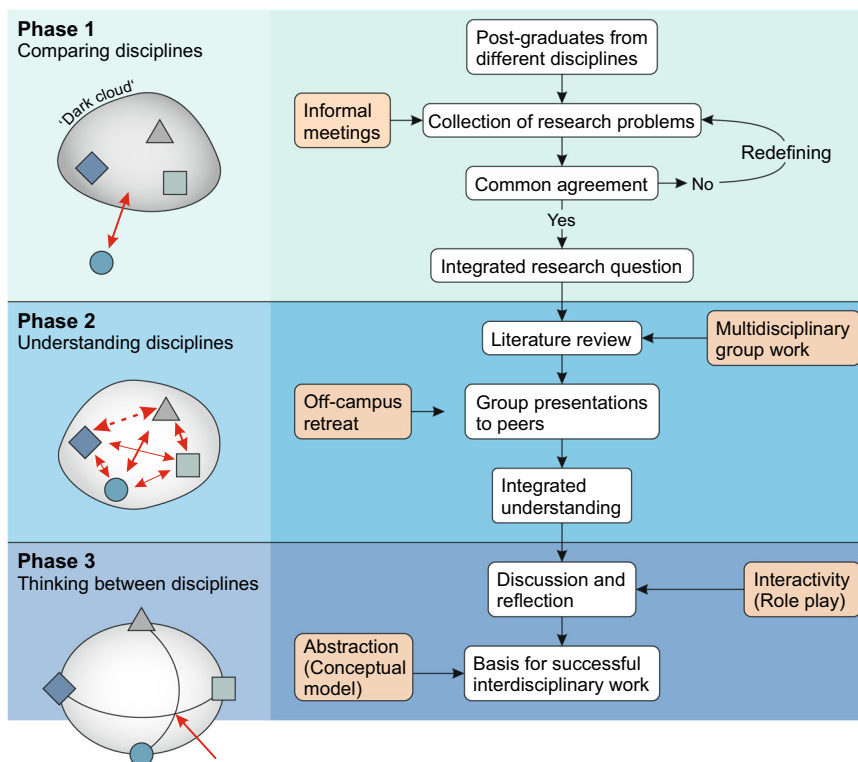 Phase 1
Comparing disciplines
'Dark cloud'
Post-graduates from
different disciplines
Informal
meetings
Collection of research problems
Redefining
Common agreement
No
Yes
Integrated research question
Phase 2
Understanding disciplines
Literature review
Multidisciplinary
group work
Off-campus
retreat
Group presentations
to peers
Integrated
understanding
Phase 3
Thinking between disciplines
Discussion and
reflection
Interactivity
(Role play)
Abstraction
(Conceptual
model)
Basis for successful
interdisciplinary work